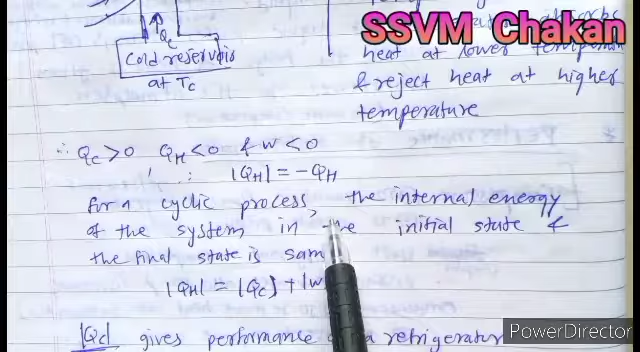 SSVM Chakan
heat at lower
& reject heat at higher
temperature
Qc
Cold reservoir
at Tc
∴ Qc > 0 QH < 0 & W < 0
∴ |QH| = -QH
for a cyclic process, the internal energy
of the system in the initial state &
the final state is sam
|QH| = |Qc| + |W
|Qc| gives performance a refrigerator
PowerDirector